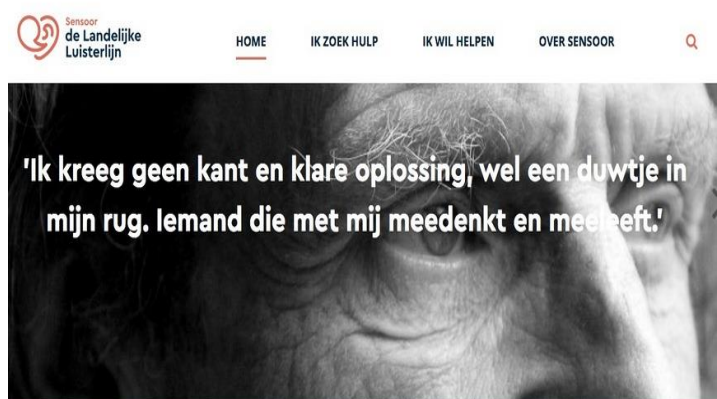 Sensoor
de Landelijke
Luisterlijn
HOME IK ZOEK HULP IK WIL HELPEN OVER SENSOOR
'Ik kreeg geen kant en klare oplossing, wel een duwtje in
mijn rug. Iemand die met mij meedenkt en meeleeft.'